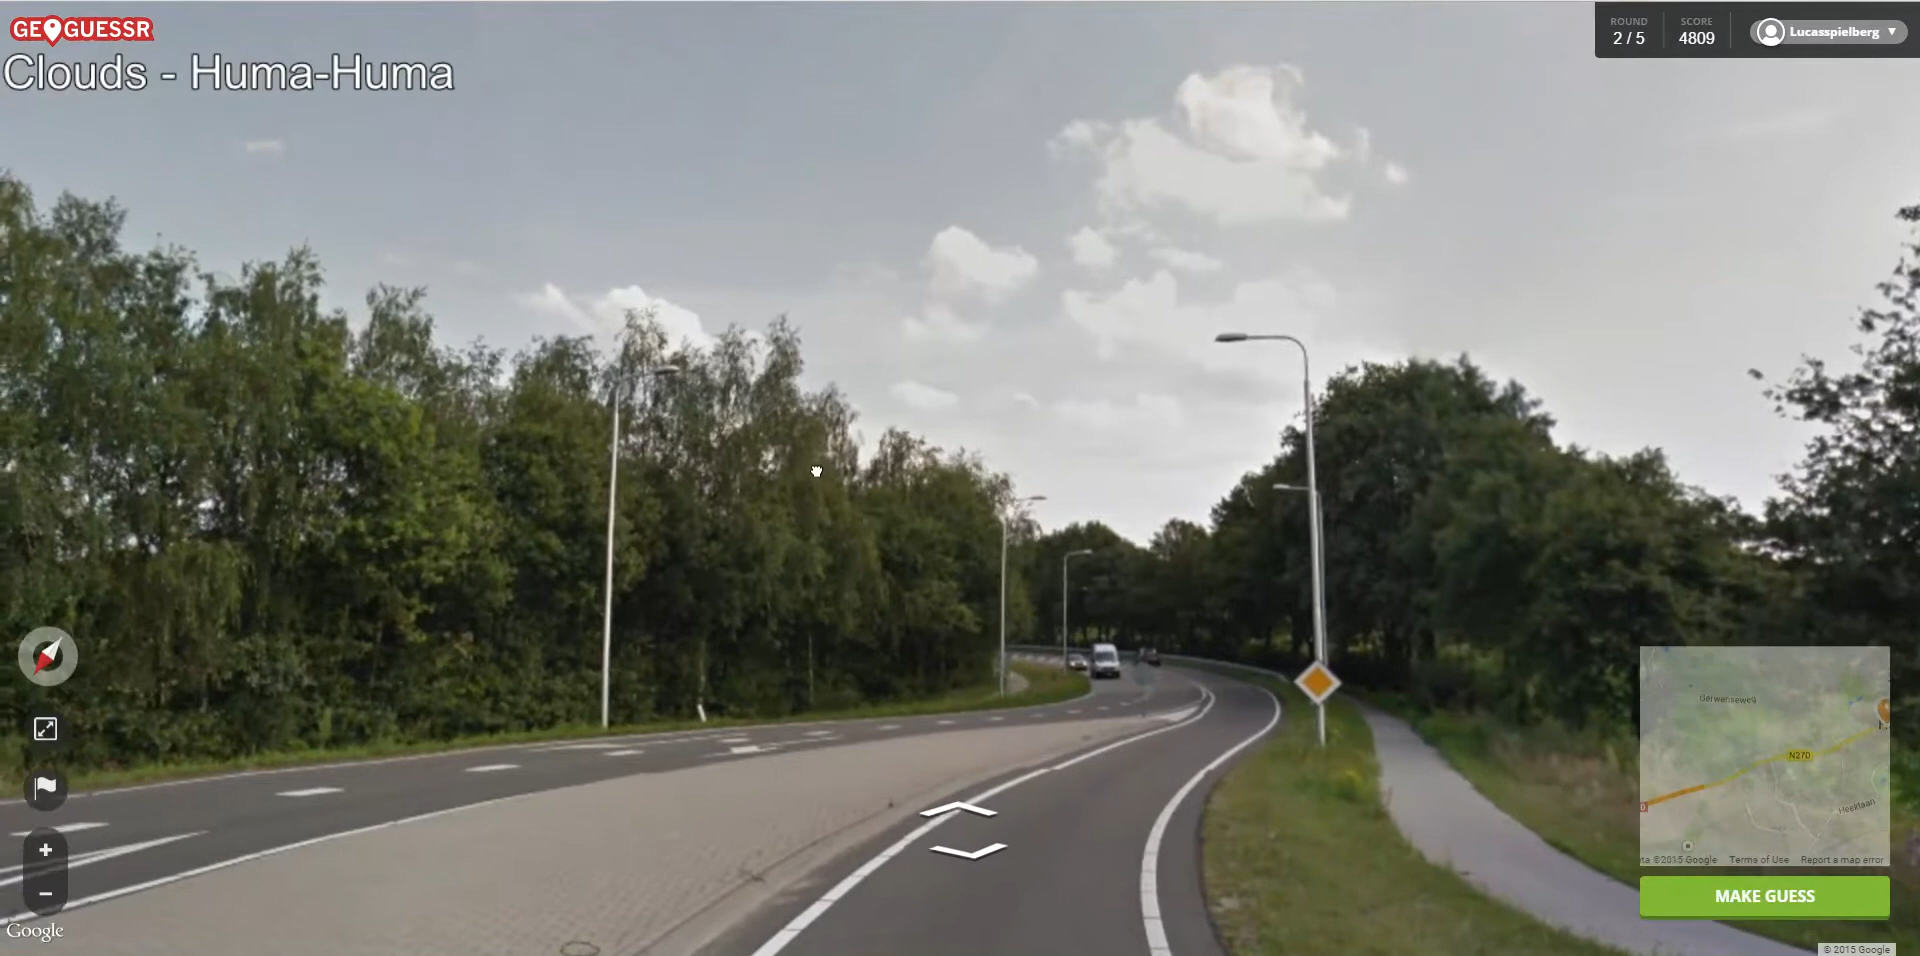 GEOGUESSR
Clouds - Huma-Huma
ROUND
2 / 5
SCORE
4809
Lucasspielberg
Gerwenseweg
N270
Heeklaan
ta ©2015 Google
Terms of Use
Report a map error
MAKE GUESS
Google
© 2015 Google